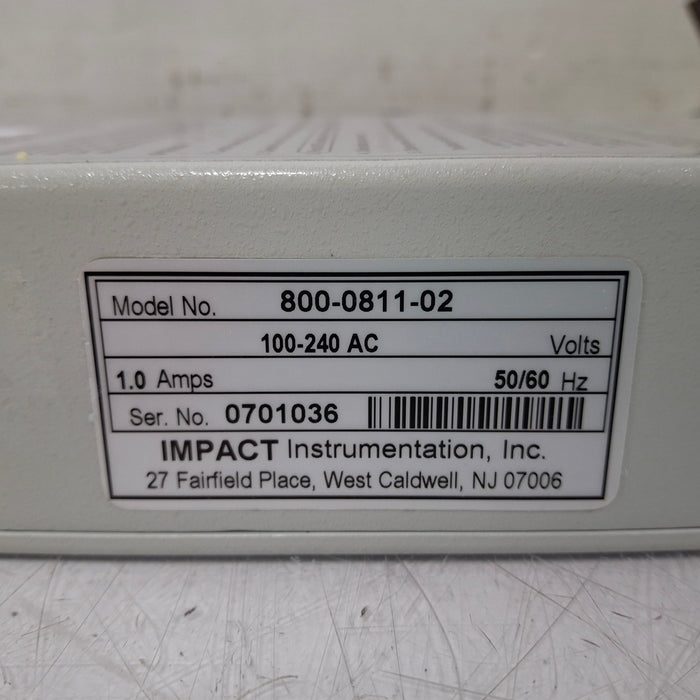 Model No. 800-0811-02
100-240 AC Volts
1.0 Amps 50/60 Hz
Ser. No. 0701036
IMPACT Instrumentation, Inc.
27 Fairfield Place, West Caldwell, NJ 07006